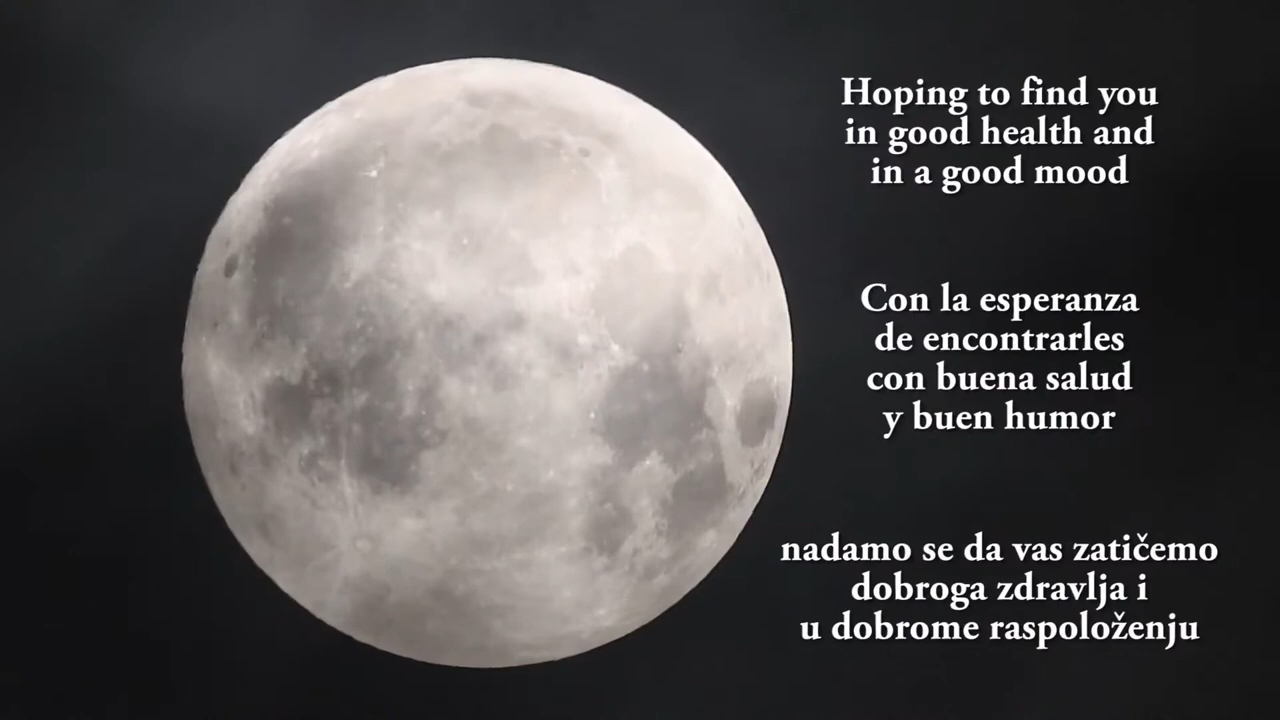 Hoping to find you
in good health and
in a good mood
Con la esperanza
de encontrarles
con buena salud
y buen humor
nadamo se da vas zatičemo
dobroga zdravlja i
u dobrome raspoloženju